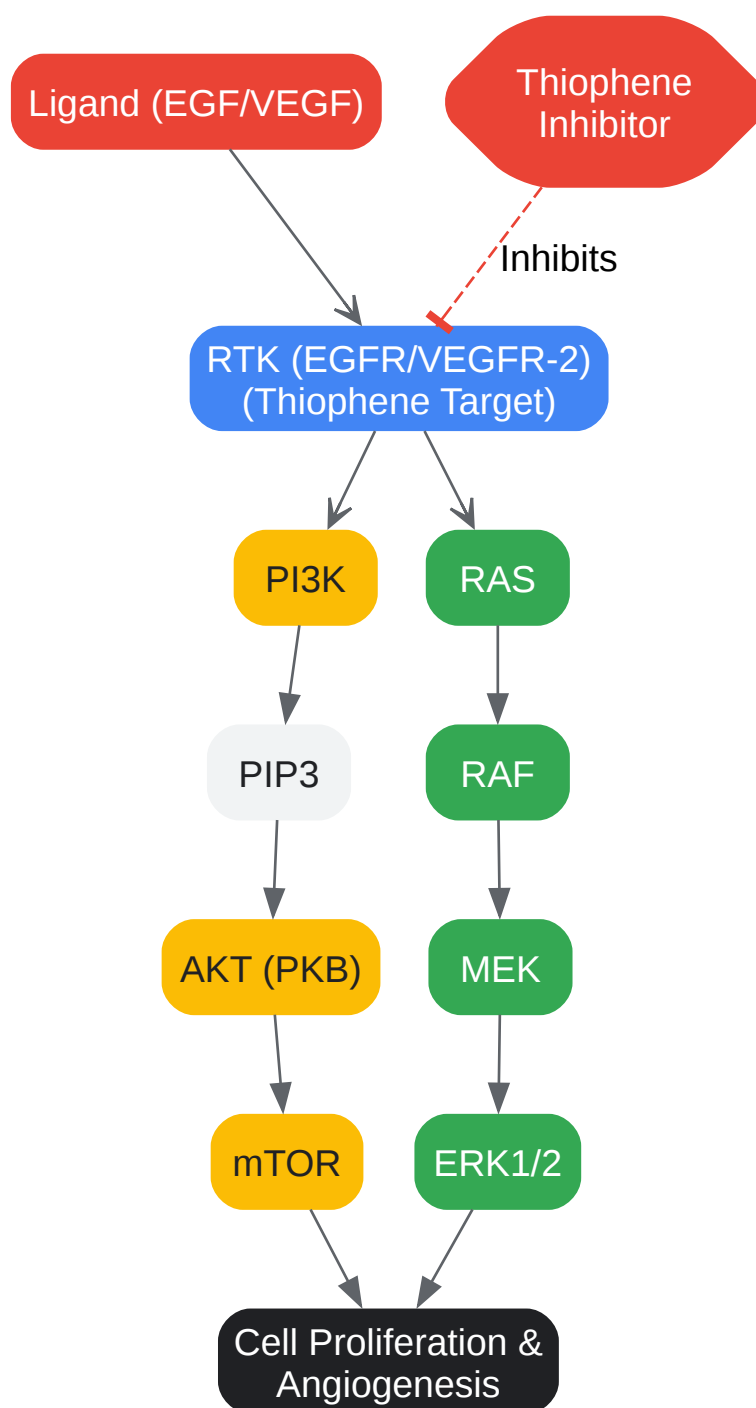 Ligand (EGF/VEGF)
Thiophene
Inhibitor
Inhibits
RTK (EGFR/VEGFR-2)
(Thiophene Target)
PI3K
RAS
PIP3
RAF
AKT (PKB)
MEK
mTOR
ERK1/2
Cell Proliferation &
Angiogenesis